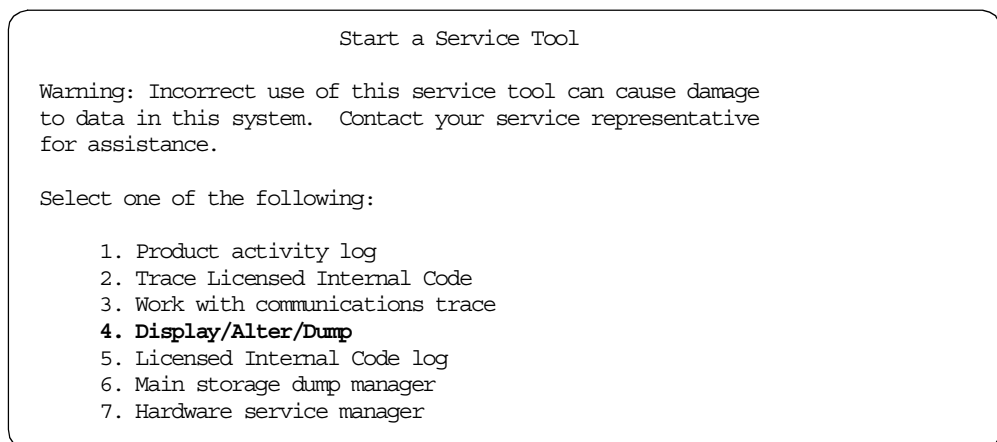 Start a Service Tool
Warning: Incorrect use of this service tool can cause damage
to data in this system. Contact your service representative
for assistance.
Select one of the following:
1. Product activity log
2. Trace Licensed Internal Code
3. Work with communications trace
4. Display/Alter/Dump
5. Licensed Internal Code log
6. Main storage dump manager
7. Hardware service manager